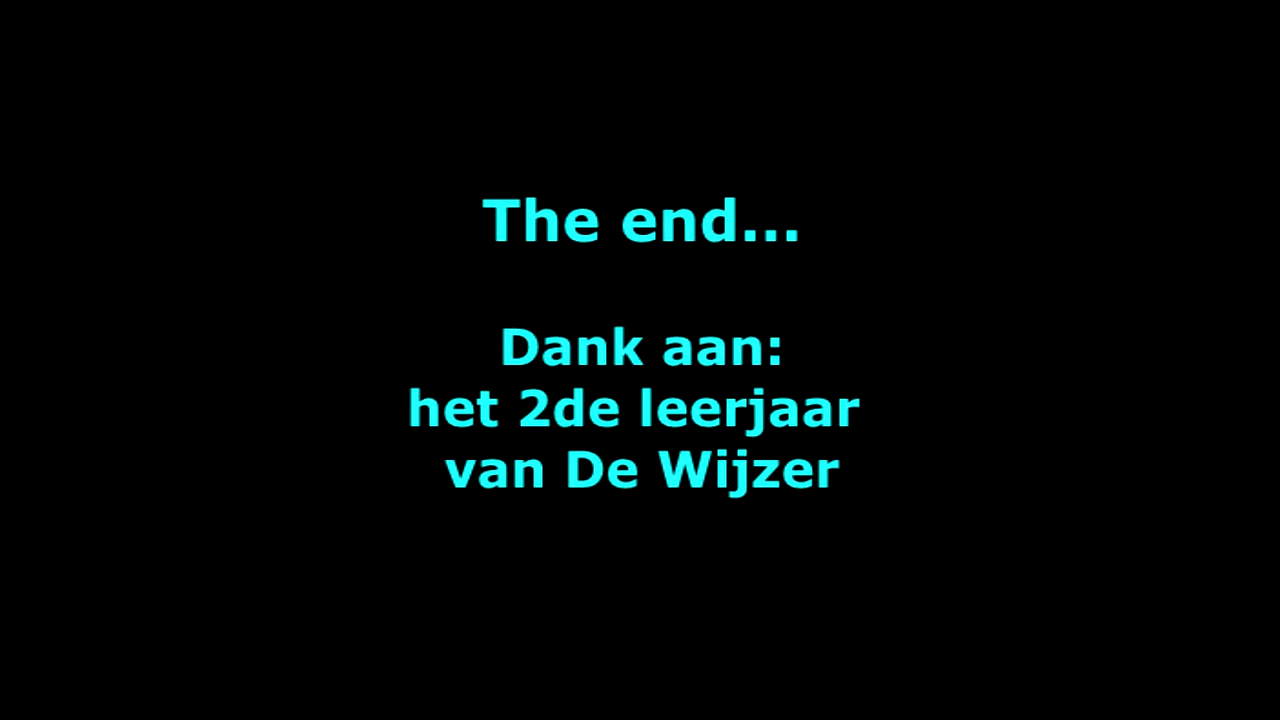 The end...
Dank aan:
het 2de leerjaar
van De Wijzer